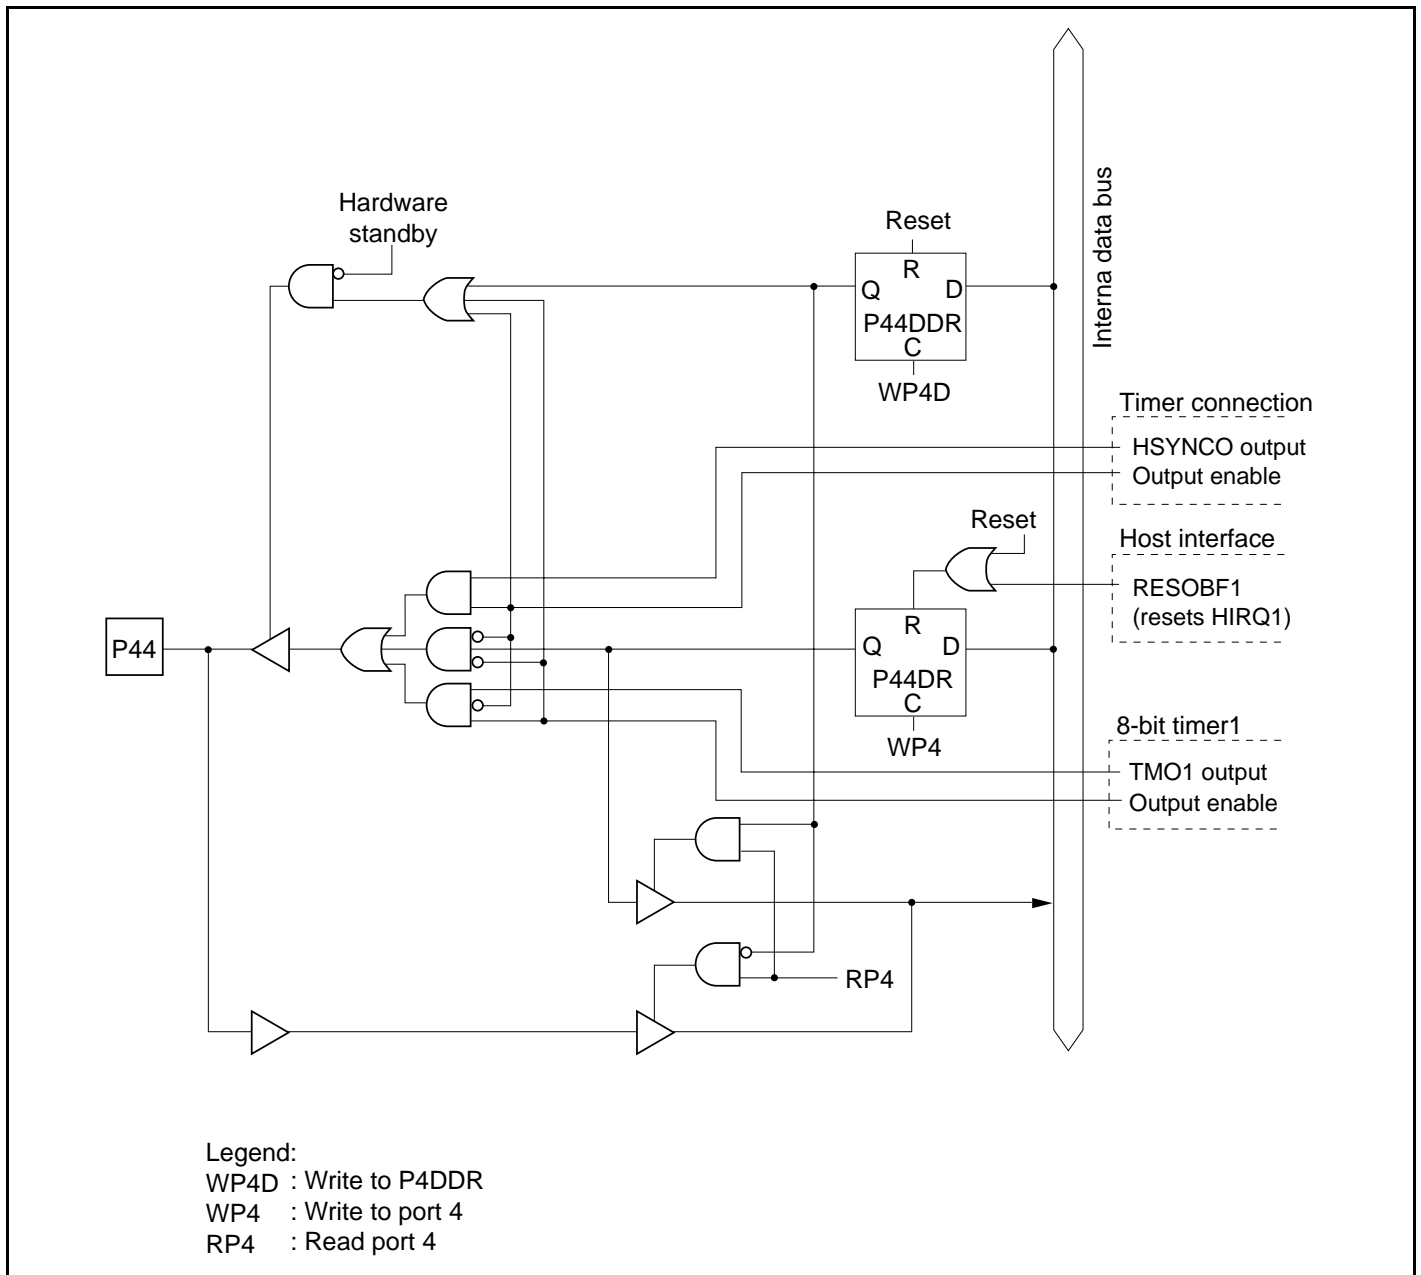 Hardware
standby
Reset
R
Q
D
P44DDR
C
WP4D
Interna data bus
Timer connection
HSYNCO output
Output enable
Reset
Host interface
RESOBF1
(resets HIRQ1)
P44
R
Q
D
P44DR
C
WP4
8-bit timer1
TMO1 output
Output enable
RP4
Legend:
WP4D : Write to P4DDR
WP4 : Write to port 4
RP4 : Read port 4